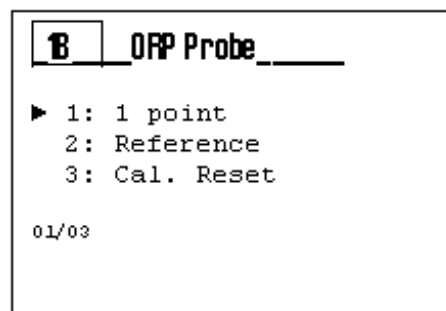 1B ORP Probe
▶ 1: 1 point
2: Reference
3: Cal. Reset
01/03